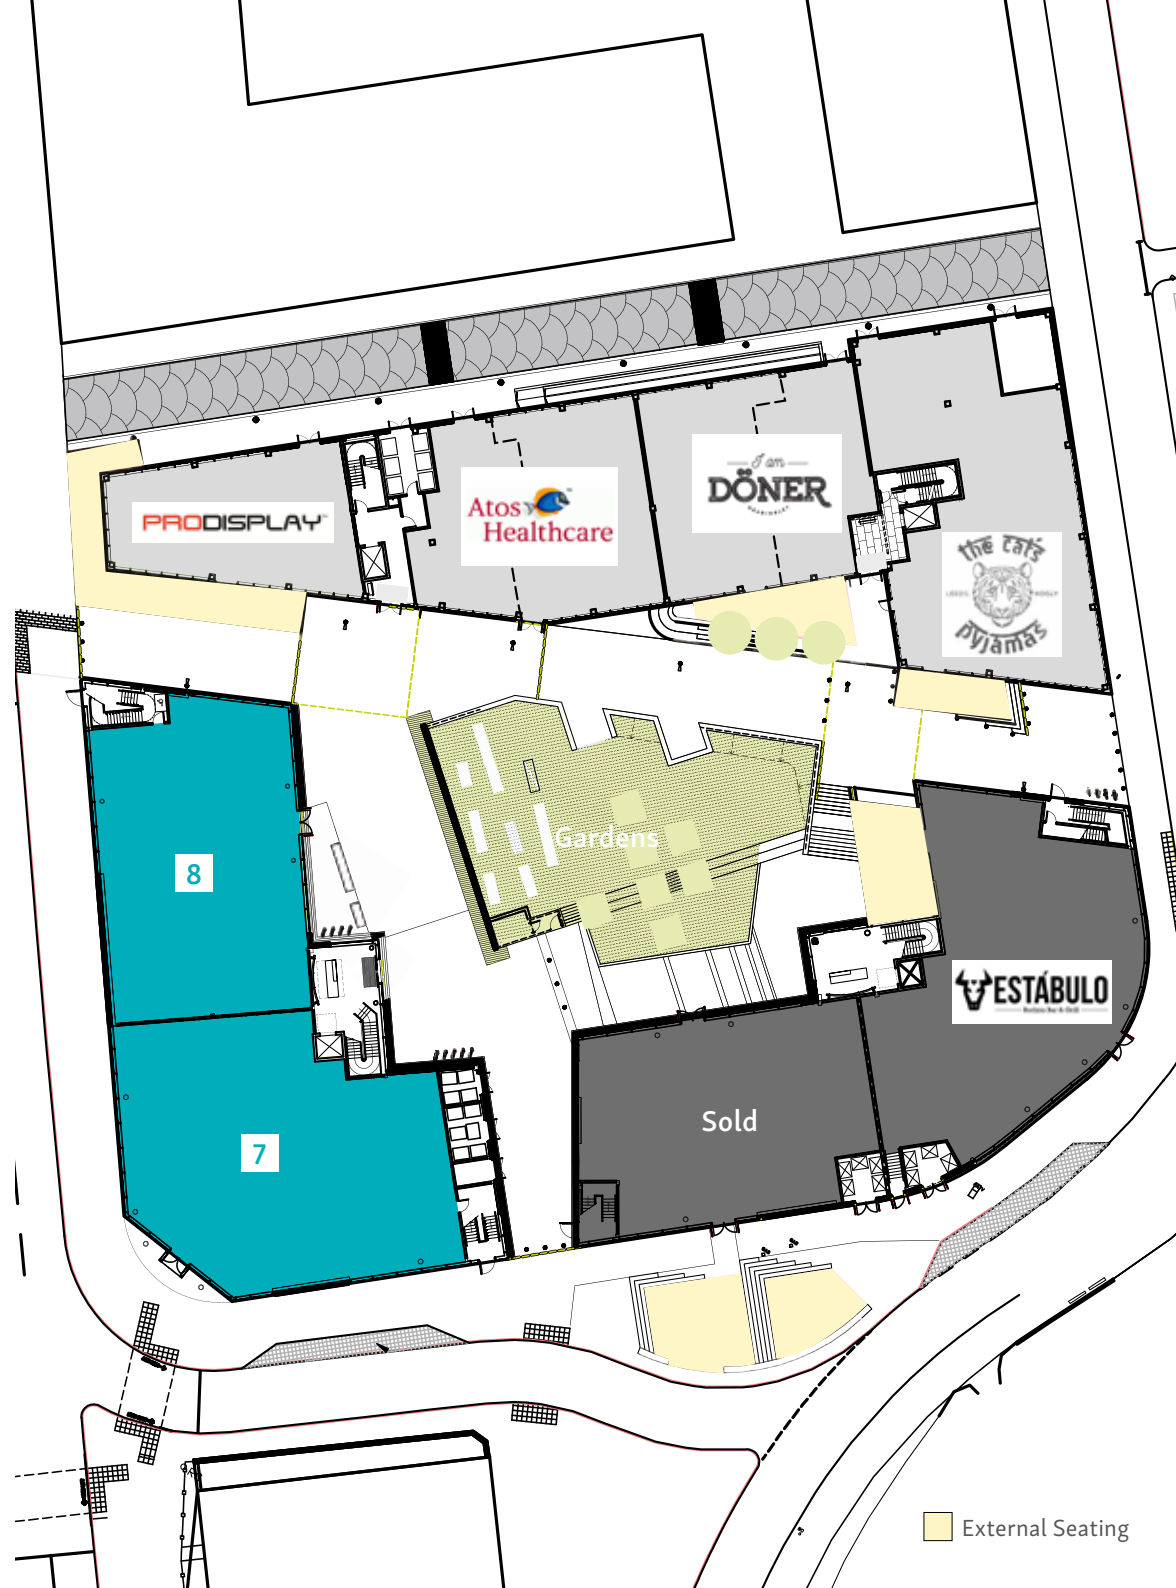 PRODISPLAY
Atos
Healthcare
I am
DÖNER
the cat's
pyjamas
8
Gardens
ESTÁBULO
Sold
7
External Seating